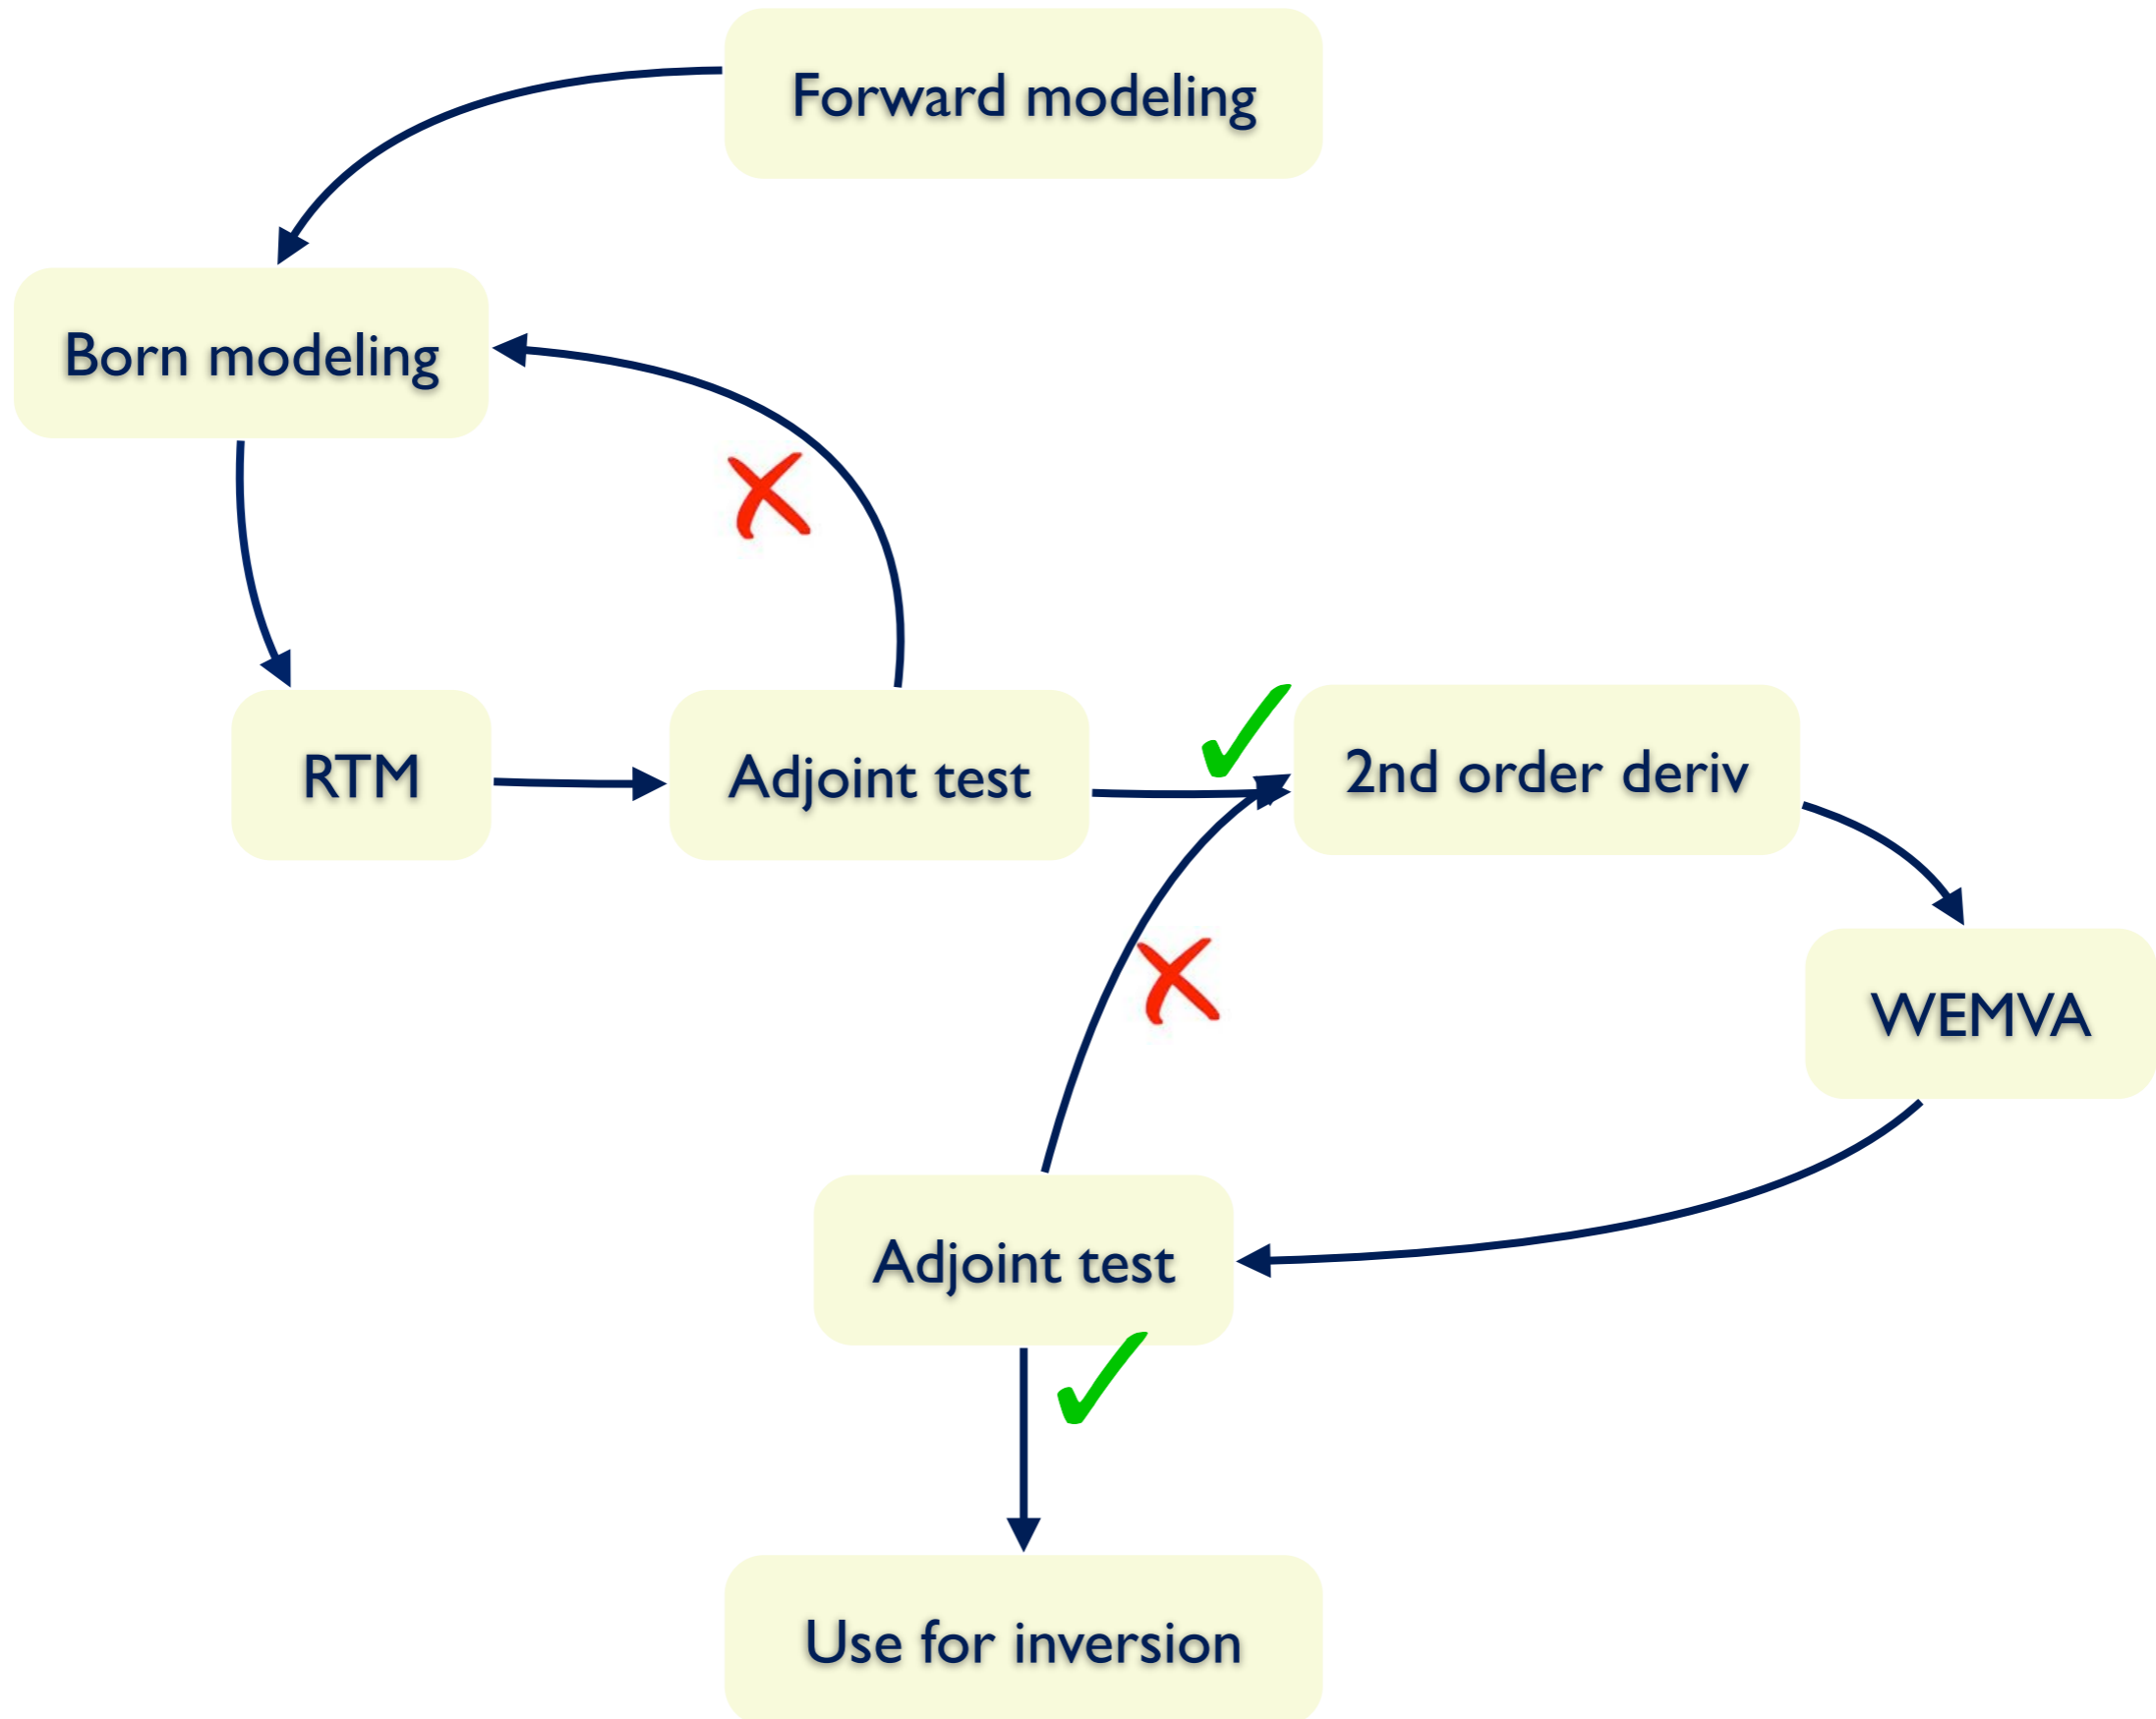 Forward modeling
Born modeling
RTM
Adjoint test
2nd order deriv
WEMVA
Adjoint test
Use for inversion